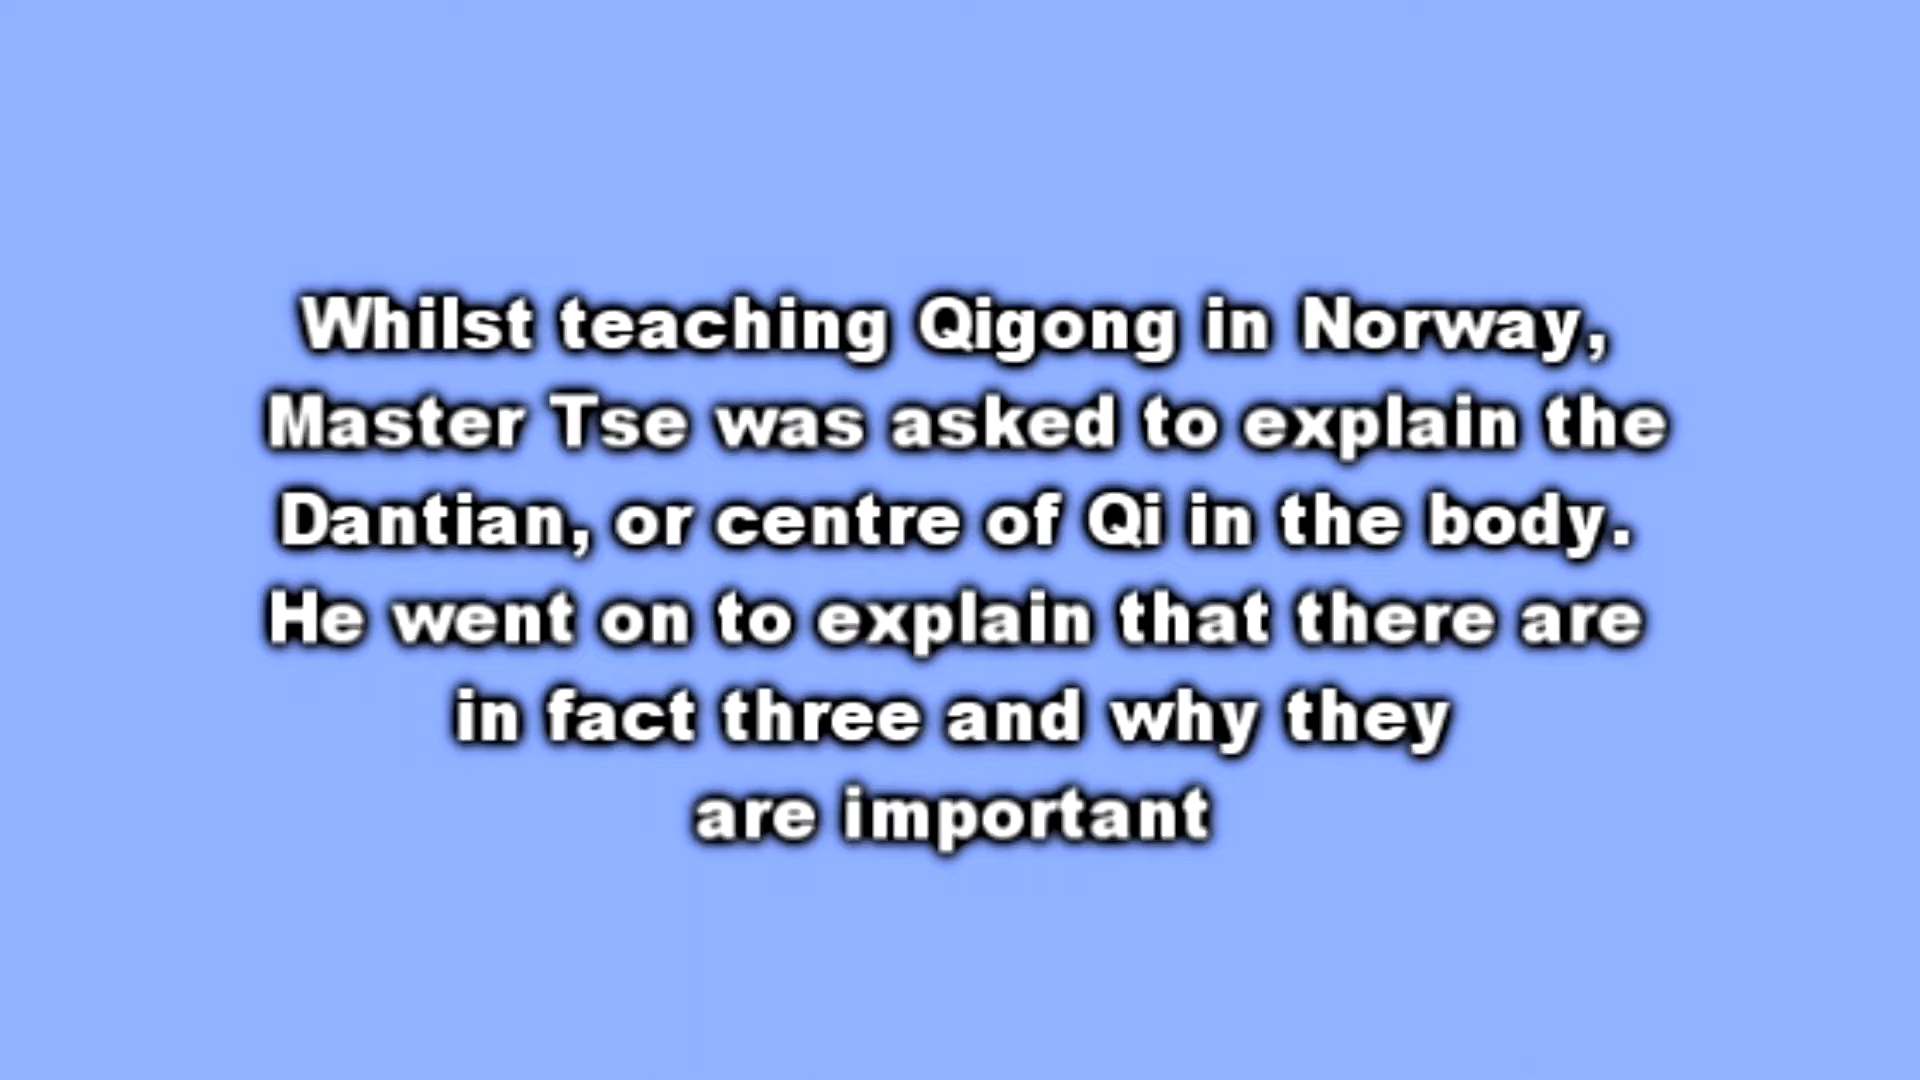 Whilst teaching Qigong in Norway,
Master Tse was asked to explain the
Dantian, or centre of Qi in the body.
He went on to explain that there are
in fact three and why they
are important